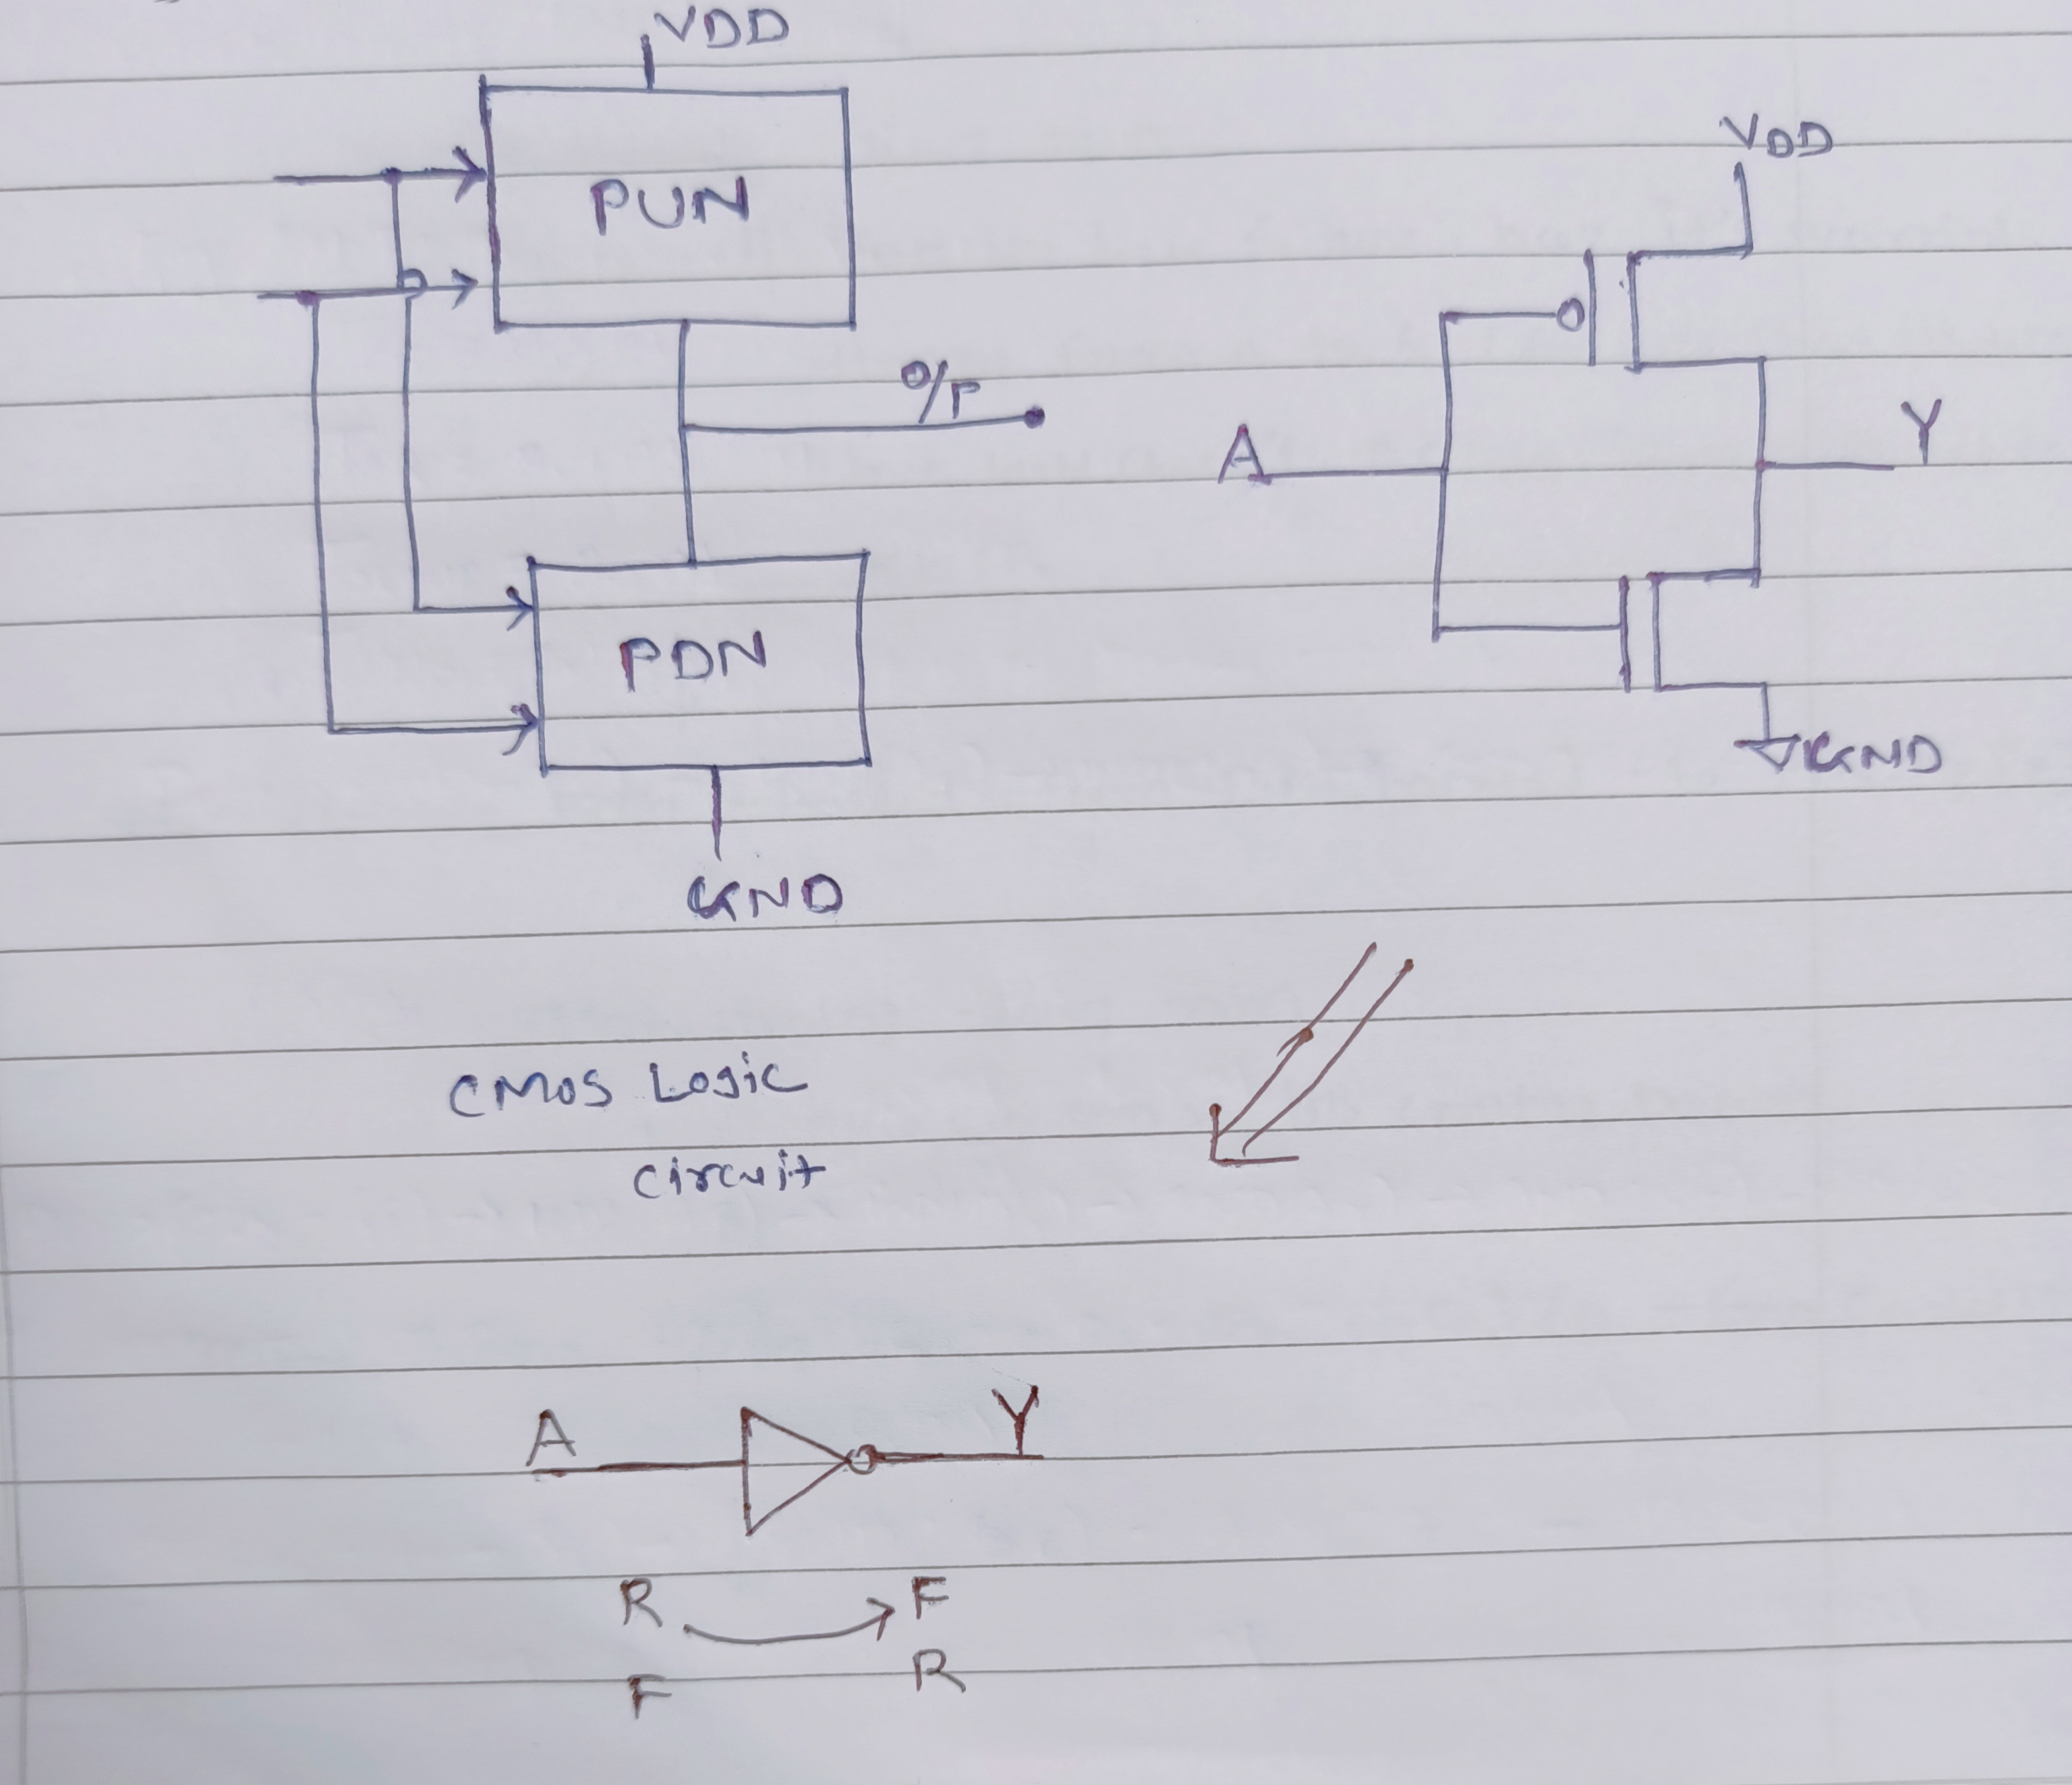 VDD
PUN
O/P
PDN
GND
VDD
A
Y
GND
CMOS Logic
circuit
A
Y
R
F
F
R